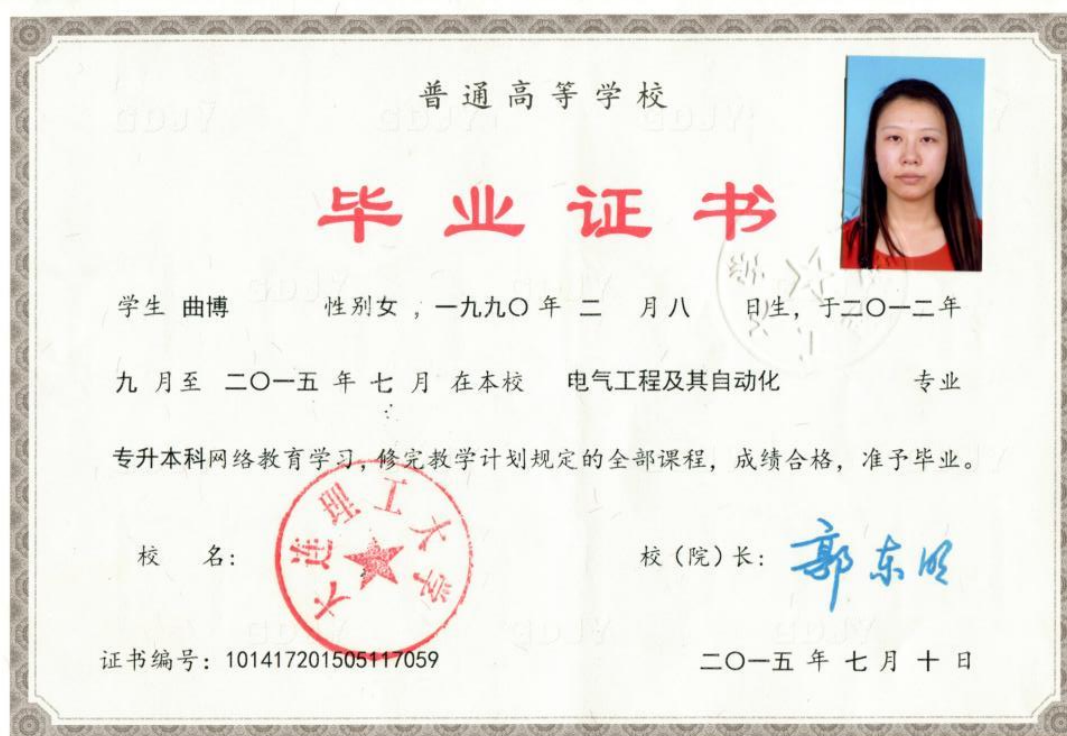 普通高等学校
毕业证书
学生 曲博 性别女，一九九〇年 二 月八 日生，于二〇一二年
九 月至 二〇一五 年 七 月 在本校 电气工程及其自动化 专业
专升本科网络教育学习，修完教学计划规定的全部课程，成绩合格，准予毕业。
校 名：
大连理工大学
校（院）长： 郭东明
证书编号：101417201505117059
二〇一五 年 七 月 十 日